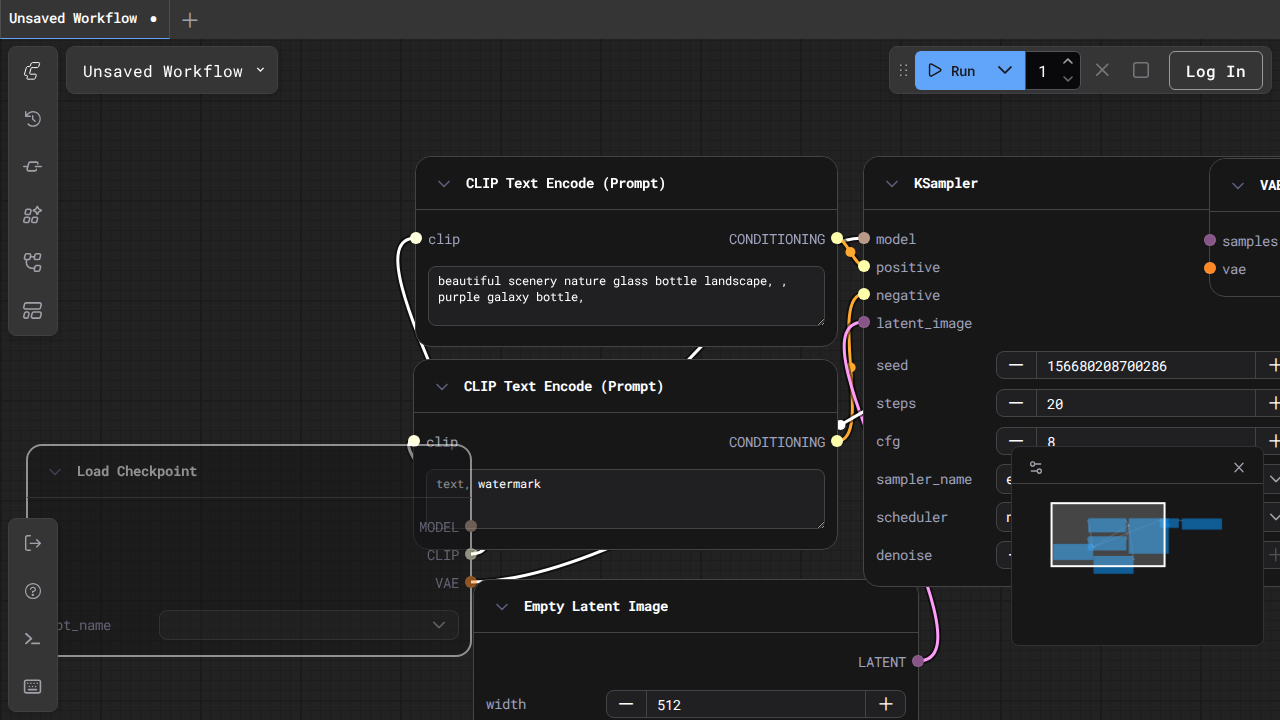 Unsaved Workflow
Unsaved Workflow
Run
1
Log In
CLIP Text Encode (Prompt)
clip
CONDITIONING
beautiful scenery nature glass bottle landscape, ,
purple galaxy bottle,
CLIP Text Encode (Prompt)
clip
CONDITIONING
text, watermark
Load Checkpoint
MODEL
CLIP
VAE
pt_name
Empty Latent Image
LATENT
width
512
KSampler
model
positive
negative
latent_image
seed
156680208700286
steps
20
cfg
8
sampler_name
e
scheduler
n
denoise
VAE
samples
vae